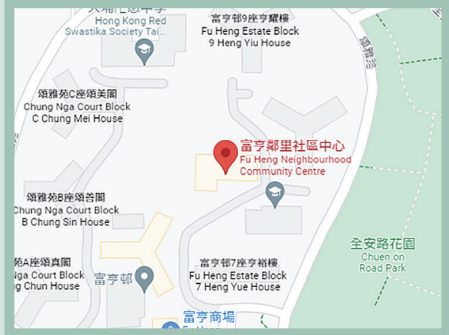 Hong Kong Red
Swastika Society Tai...
富亨邨9座亨耀樓
Fu Heng Estate Block
9 Heng Yiu House
頌雅路
頌雅苑C座頌美閣
Chung Nga Court Block
C Chung Mei House
富亨鄰里社區中心
Fu Heng Neighbourhood
Community Centre
頌雅苑B座頌善閣
Chung Nga Court Block
B Chung Sin House
全安路花園
Chuen on
Road Park
苑A座頌真閣
Nga Court Block
ng Chun House
富亨邨
富亨邨7座亨裕樓
Fu Heng Estate Block
7 Heng Yue House
富亨商場